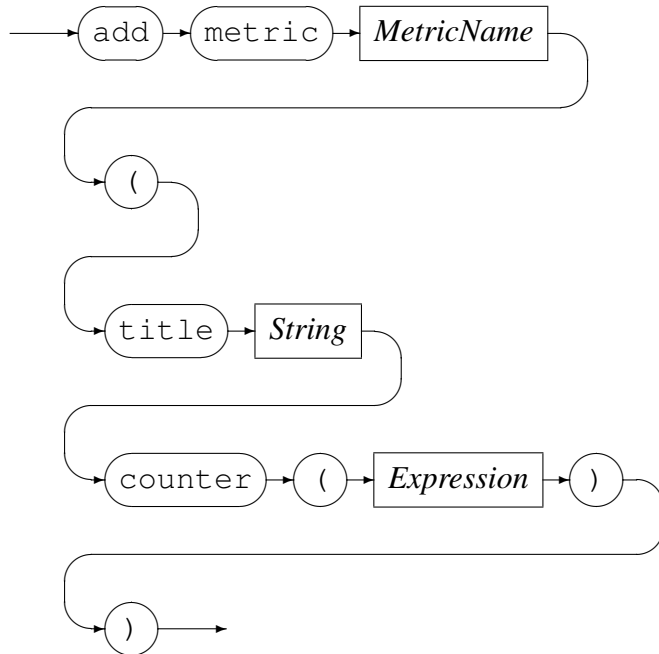 add metric MetricName
(
title String
counter ( Expression )
)